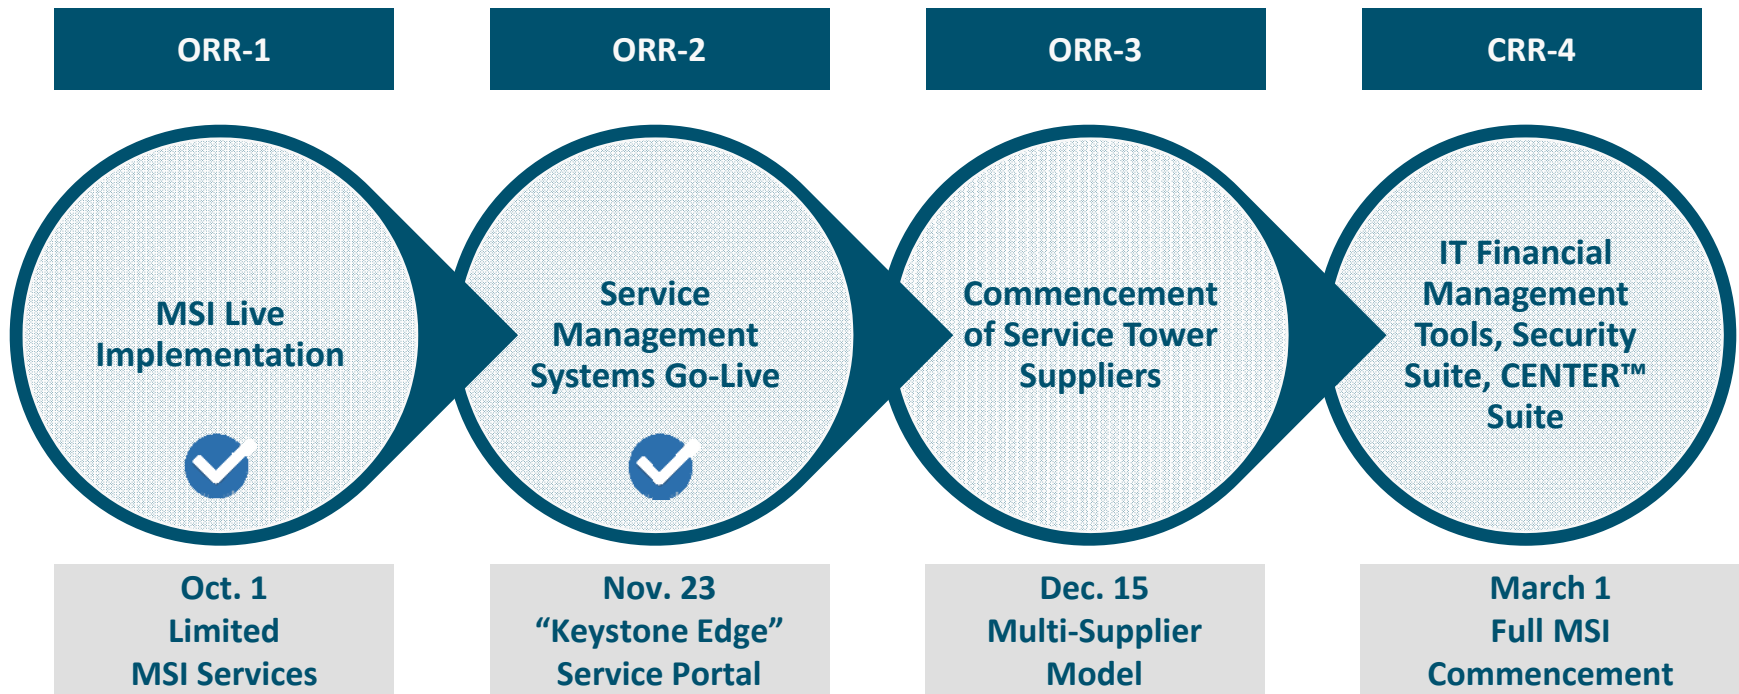 ORR-1
ORR-2
ORR-3
CRR-4
MSI Live
Implementation
Service
Management
Systems Go-Live
Commencement
of Service Tower
Suppliers
IT Financial
Management
Tools, Security
Suite, CENTER™
Suite
Oct. 1
Limited
MSI Services
Nov. 23
“Keystone Edge”
Service Portal
Dec. 15
Multi-Supplier
Model
March 1
Full MSI
Commencement